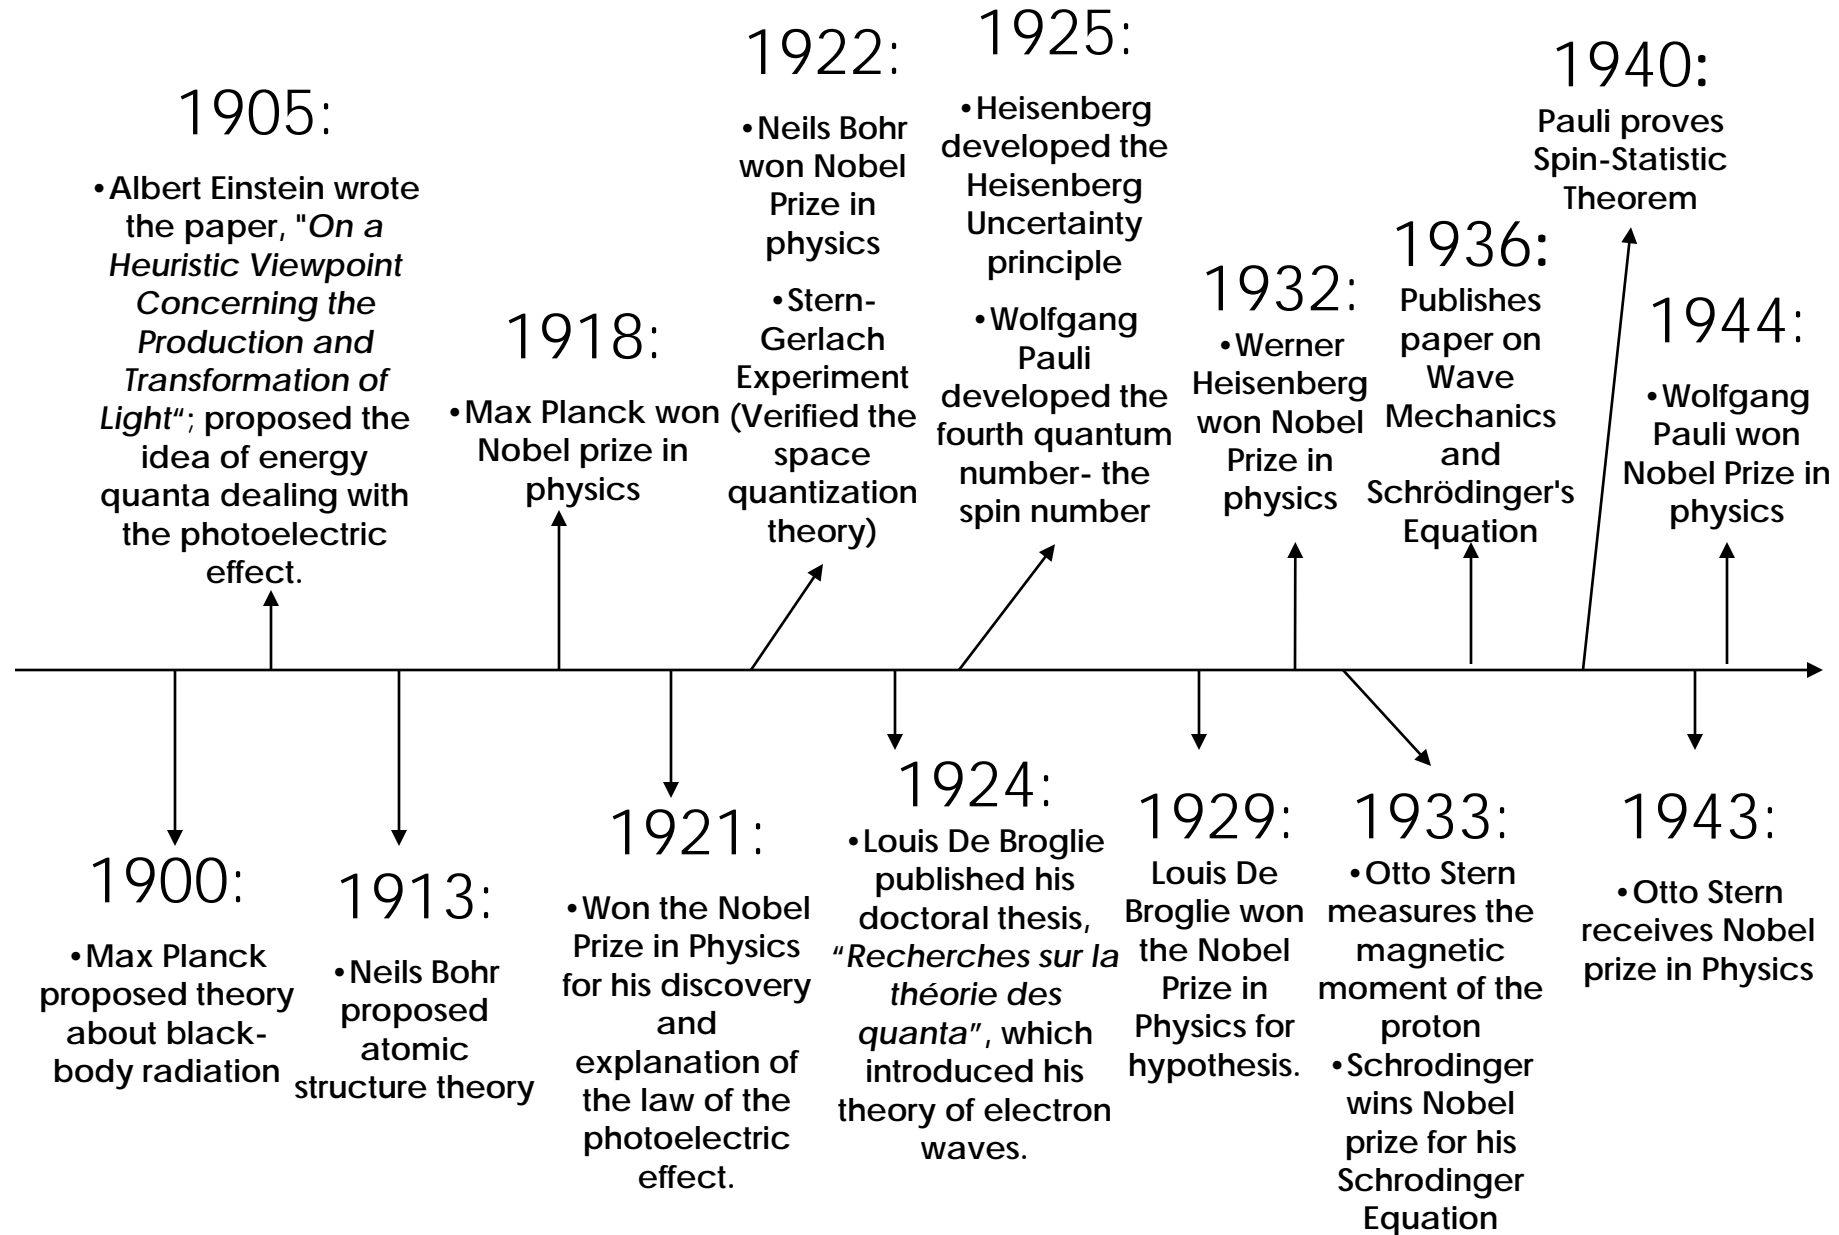 1905:
•Albert Einstein wrote
the paper, "On a
Heuristic Viewpoint
Concerning the
Production and
Transformation of
Light“; proposed the
idea of energy
quanta dealing with
the photoelectric
effect.
1918:
•Max Planck won
Nobel prize in
physics
1922:
•Neils Bohr
won Nobel
Prize in
physics
•Stern-
Gerlach
Experiment
(Verified the
space
quantization
theory)
1925:
•Heisenberg
developed the
Heisenberg
Uncertainty
principle
•Wolfgang
Pauli
developed the
fourth quantum
number- the
spin number
1932:
•Werner
Heisenberg
won Nobel
Prize in
physics
1936:
Publishes
paper on
Wave
Mechanics
and
Schrödinger's
Equation
1940:
Pauli proves
Spin-Statistic
Theorem
1944:
•Wolfgang
Pauli won
Nobel Prize in
physics
1900:
•Max Planck
proposed theory
about black-
body radiation
1913:
•Neils Bohr
proposed
atomic
structure theory
1921:
•Won the Nobel
Prize in Physics
for his discovery
and
explanation of
the law of the
photoelectric
effect.
1924:
•Louis De Broglie
published his
doctoral thesis,
“Recherches sur la
théorie des
quanta”, which
introduced his
theory of electron
waves.
1929:
Louis De
Broglie won
the Nobel
Prize in
Physics for
hypothesis.
1933:
•Otto Stern
measures the
magnetic
moment of the
proton
•Schrodinger
wins Nobel
prize for his
Schrodinger
Equation
1943:
•Otto Stern
receives Nobel
prize in Physics